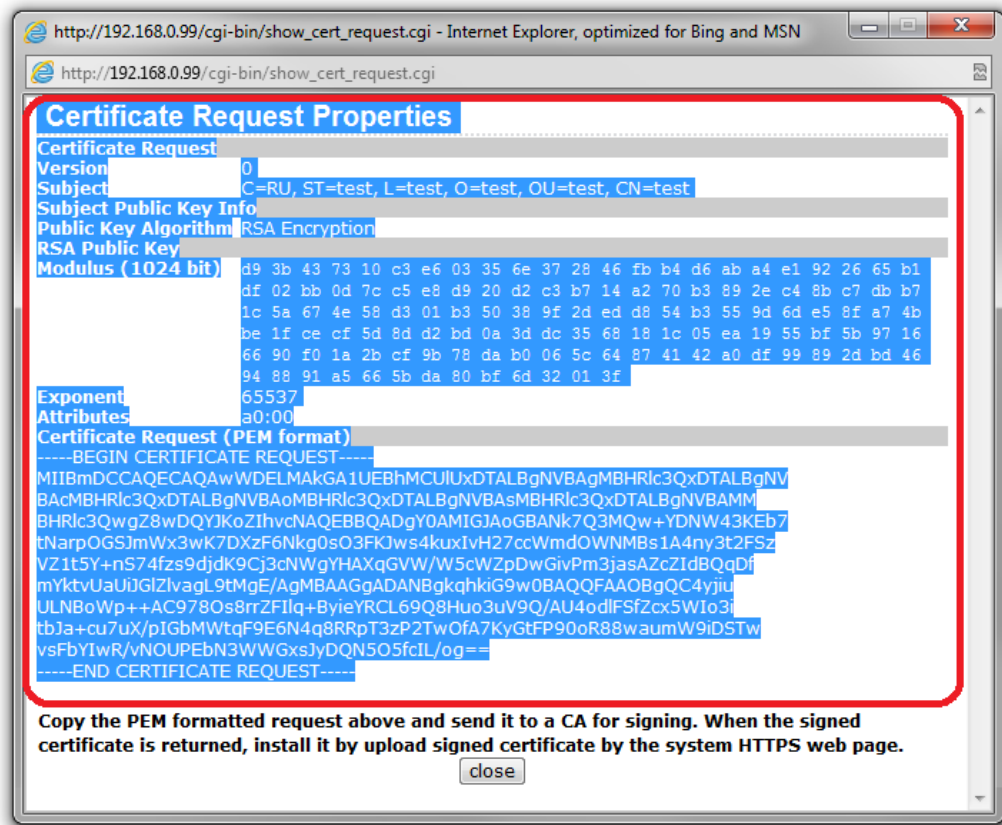 http://192.168.0.99/cgi-bin/show_cert_request.cgi - Internet Explorer, optimized for Bing and MSN
http://192.168.0.99/cgi-bin/show_cert_request.cgi
Certificate Request Properties
Certificate Request
Version 0
Subject C=RU, ST=test, L=test, O=test, OU=test, CN=test
Subject Public Key Info
Public Key Algorithm RSA Encryption
RSA Public Key
Modulus (1024 bit) d9 3b 43 73 10 c3 e6 03 35 6e 37 28 46 fb b4 d6 ab a4 e1 92 26 65 b1
df 02 bb 0d 7c c5 e8 d9 20 d2 c3 b7 14 a2 70 b3 89 2e c4 8b c7 db b7
1c 5a 67 4e 58 d3 01 b3 50 38 9f 2d ed d8 54 b3 55 9d 6d e5 8f a7 4b
be 1f ce cf 5d 8d d2 bd 0a 3d dc 35 68 18 1c 05 ea 19 55 bf 5b 97 16
66 90 f0 1a 2b cf 9b 78 da b0 06 5c 64 87 41 42 a0 df 99 89 2d bd 46
94 88 91 a5 66 5b da 80 bf 6d 32 01 3f
Exponent 65537
Attributes a0:00
Certificate Request (PEM format)
-----BEGIN CERTIFICATE REQUEST-----
MIIBmDCCAQECAQAwWDELMAkGA1UEBhMCUlUxDTALBgNVBAgMBHRlc3QxDTALBgNV
BAcMBHRlc3QxDTALBgNVBAoMBHRlc3QxDTALBgNVBAsMBHRlc3QxDTALBgNVBAMM
BHRlc3QwgZ8wDQYJKoZIhvcNAQEBBQADgY0AMIGJAoGBANk7Q3MQw+YDNW43KEb7
tNarpOGSJmWx3wK7DXzF6Nkg0sO3FKJws4kuxIvH27ccWmdOWNMBs1A4ny3t2FSz
VZ1t5Y+nS74fzs9djdK9Cj3cNWgYHAXqGVW/W5cWZpDwGivPm3jasAZcZIdBQqDf
mYktvUaUiJGlZlvagL9tMgE/AgMBAAGgADANBgkqhkiG9w0BAQQFAAOBgQC4yjiu
ULNBoWp++AC978Os8rrZFIlq+ByieYRCL69Q8Huo3uV9Q/AU4odlFSfZcx5WIo3i
tbJa+cu7uX/pIGbMWtqF9E6N4q8RRpT3zP2TwOfA7KyGtFP90oR88waumW9iDSTw
vsFbYIwR/vNOUPEbN3WWGxsJyDQN5O5fcIL/og==
-----END CERTIFICATE REQUEST-----
Copy the PEM formatted request above and send it to a CA for signing. When the signed
certificate is returned, install it by upload signed certificate by the system HTTPS web page.
close